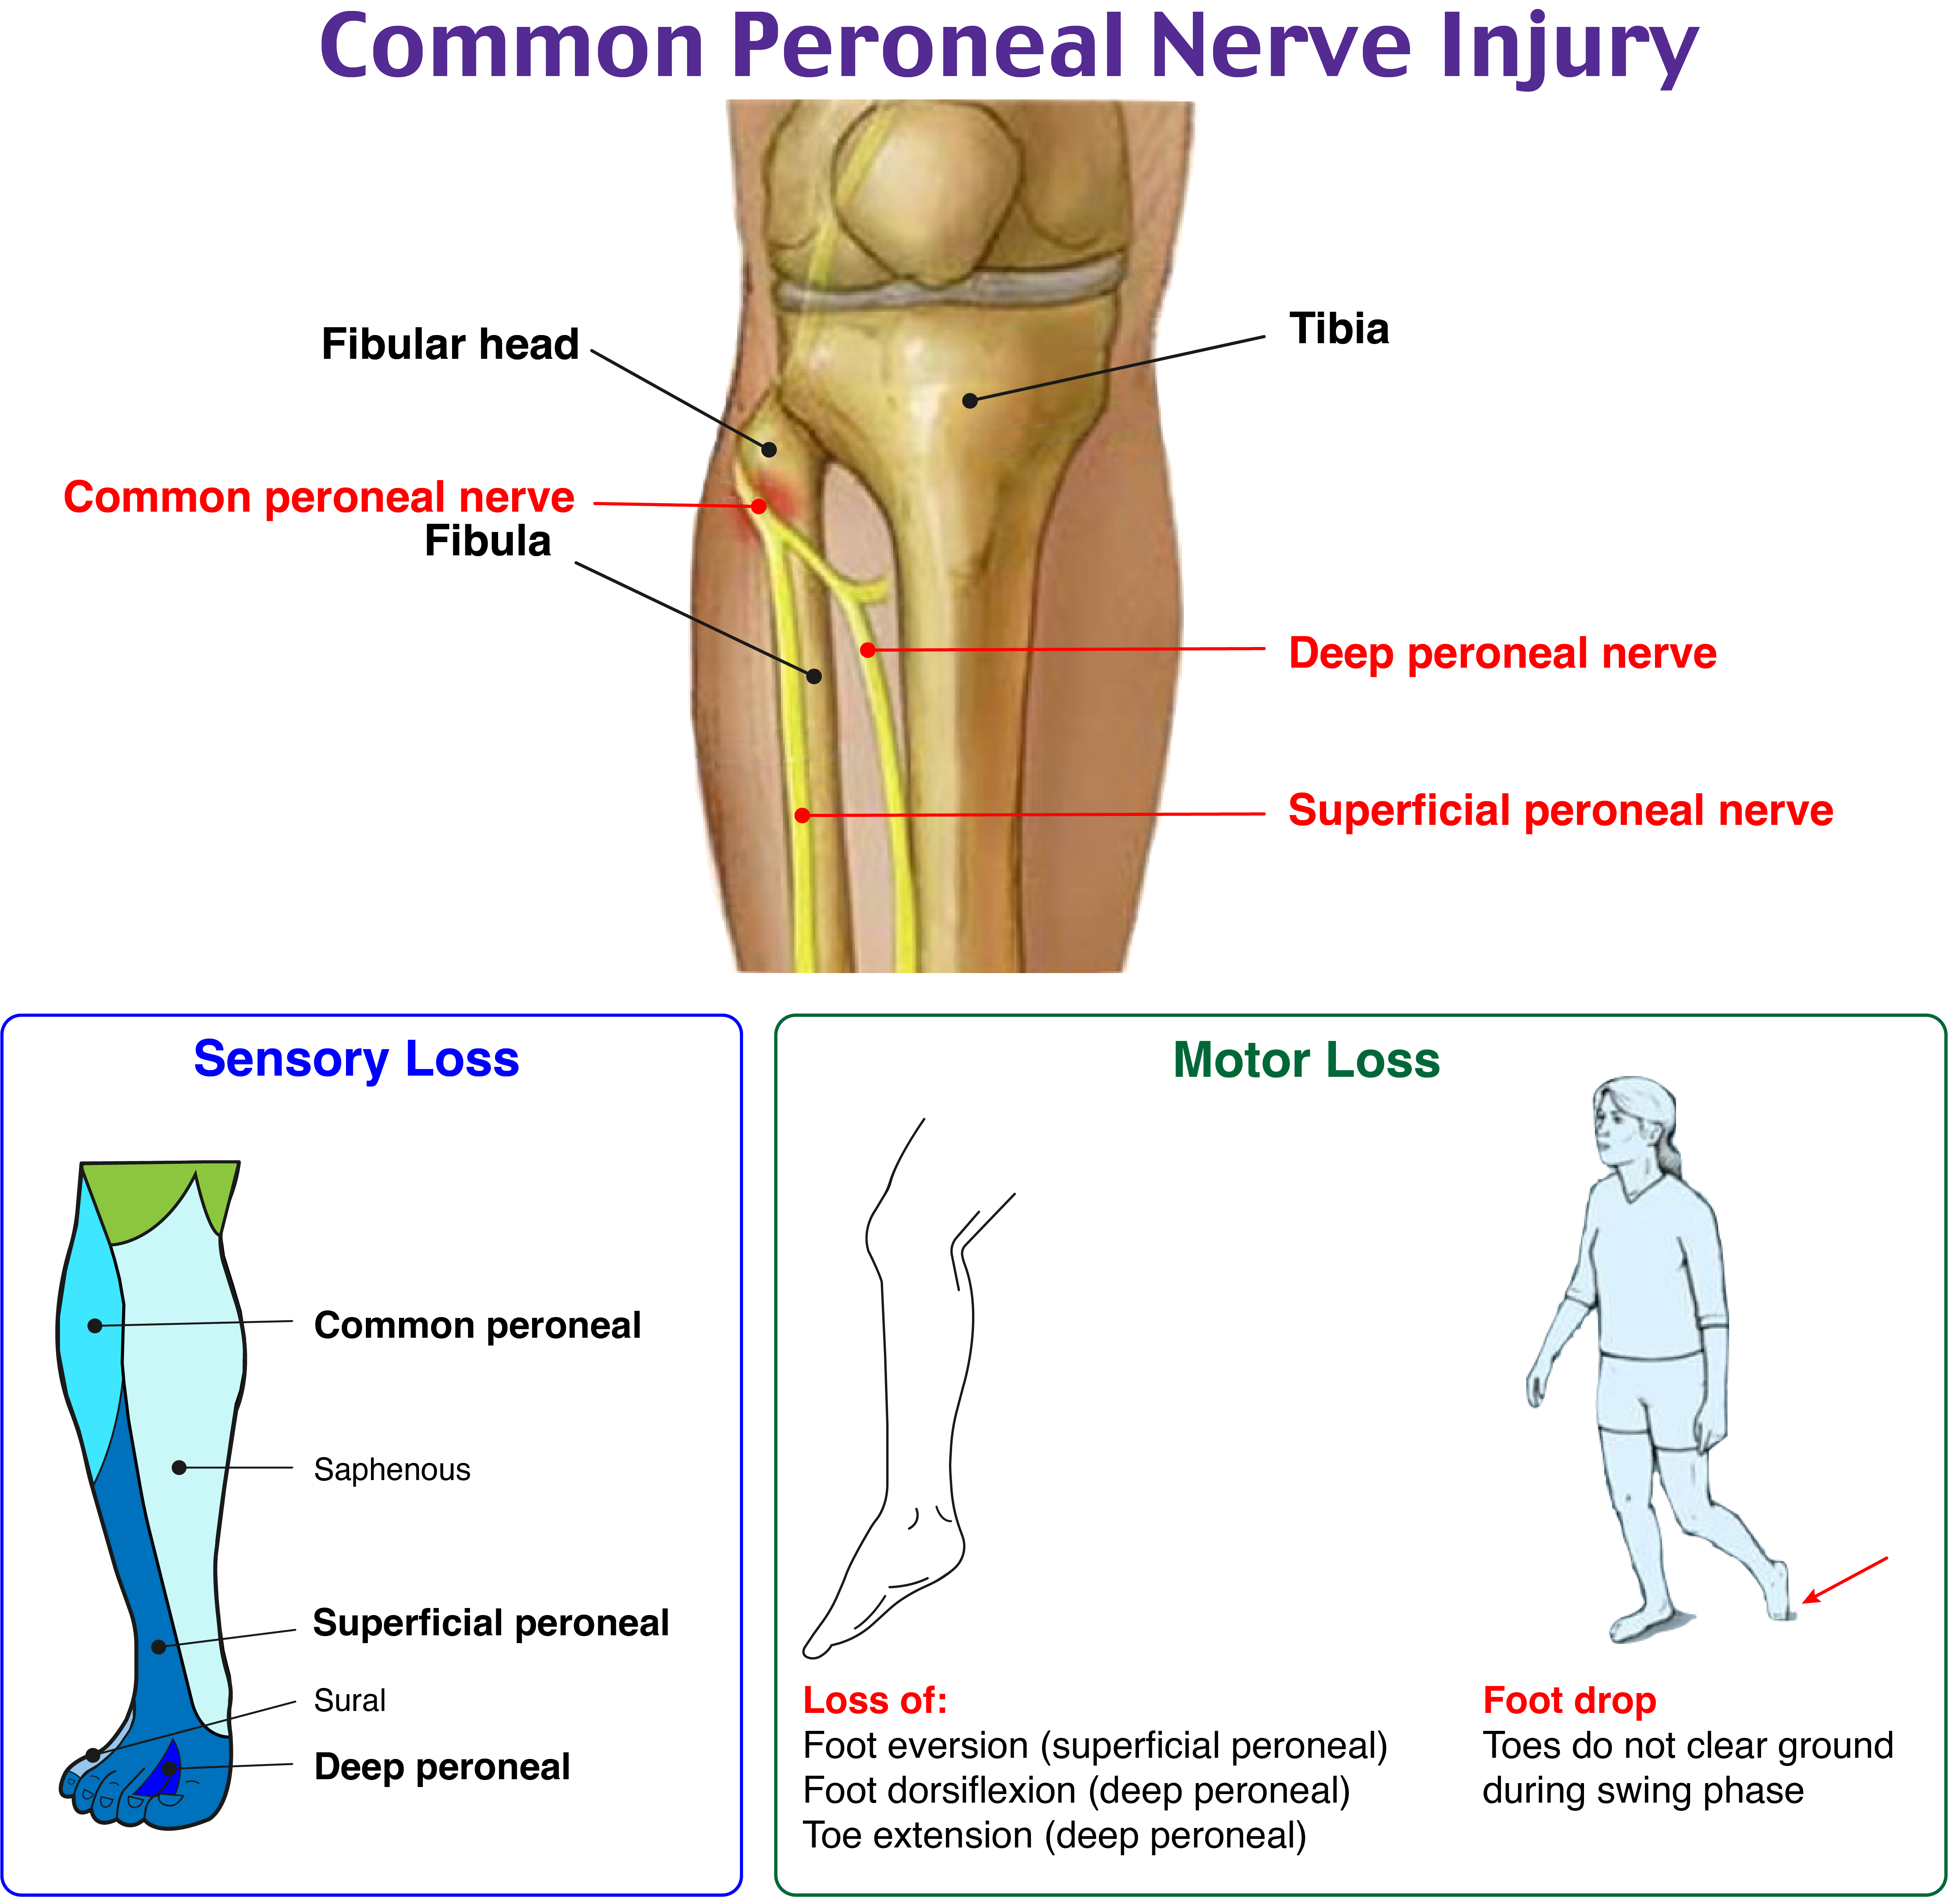 Common Peroneal Nerve Injury
Fibular head
Tibia
Common peroneal nerve
Fibula
Deep peroneal nerve
Superficial peroneal nerve
Sensory Loss
Common peroneal
Saphenous
Superficial peroneal
Sural
Deep peroneal
Motor Loss
Loss of:
Foot eversion (superficial peroneal)
Foot dorsiflexion (deep peroneal)
Toe extension (deep peroneal)
Foot drop
Toes do not clear ground
during swing phase